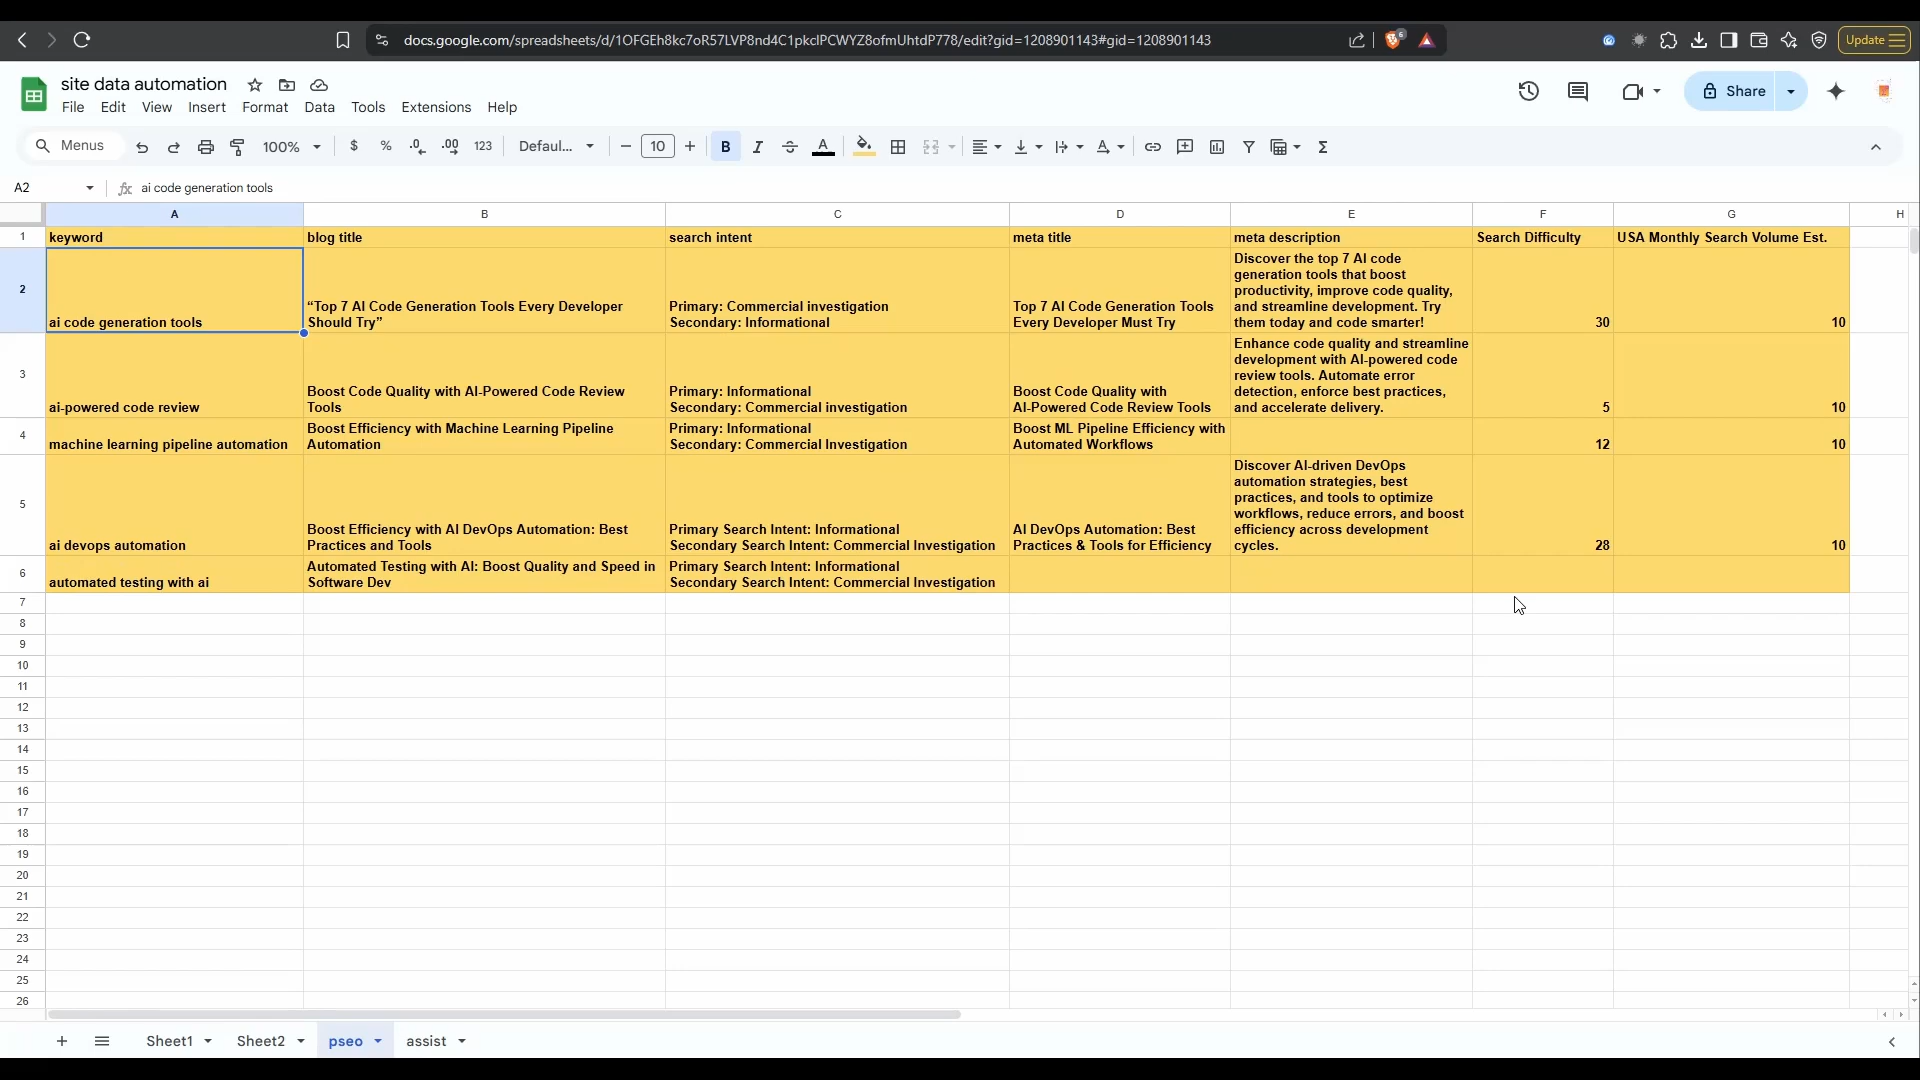 docs.google.com/spreadsheets/d/1OFGEh8kc7oR57LVP8nd4C1pkclPCWYZ8ofmUhtdP778/edit?gid=1208901143#gid=1208901143
6
Update
site data automation
File Edit View Insert Format Data Tools Extensions Help
Share
Menus
100%
$ % .0 .00 123
Defaul...
10
B I A
A2
fx ai code generation tools
A B C D E F G H
1 keyword blog title search intent meta title meta description Search Difficulty USA Monthly Search Volume Est.
2
ai code generation tools
“Top 7 AI Code Generation Tools Every Developer
Should Try”
Primary: Commercial investigation
Secondary: Informational
Top 7 AI Code Generation Tools
Every Developer Must Try
Discover the top 7 AI code
generation tools that boost
productivity, improve code quality,
and streamline development. Try
them today and code smarter!
30
10
3
ai-powered code review
Boost Code Quality with AI-Powered Code Review
Tools
Primary: Informational
Secondary: Commercial investigation
Boost Code Quality with
AI-Powered Code Review Tools
Enhance code quality and streamline
development with AI-powered code
review tools. Automate error
detection, enforce best practices,
and accelerate delivery.
5
10
4
machine learning pipeline automation
Boost Efficiency with Machine Learning Pipeline
Automation
Primary: Informational
Secondary: Commercial Investigation
Boost ML Pipeline Efficiency with
Automated Workflows
12
10
5
ai devops automation
Boost Efficiency with AI DevOps Automation: Best
Practices and Tools
Primary Search Intent: Informational
Secondary Search Intent: Commercial Investigation
AI DevOps Automation: Best
Practices & Tools for Efficiency
Discover AI-driven DevOps
automation strategies, best
practices, and tools to optimize
workflows, reduce errors, and boost
efficiency across development
cycles.
28
10
6
automated testing with ai
Automated Testing with AI: Boost Quality and Speed in
Software Dev
Primary Search Intent: Informational
Secondary Search Intent: Commercial Investigation
7
8
9
10
11
12
13
14
15
16
17
18
19
20
21
22
23
24
25
26
Sheet1 Sheet2 pseo assist